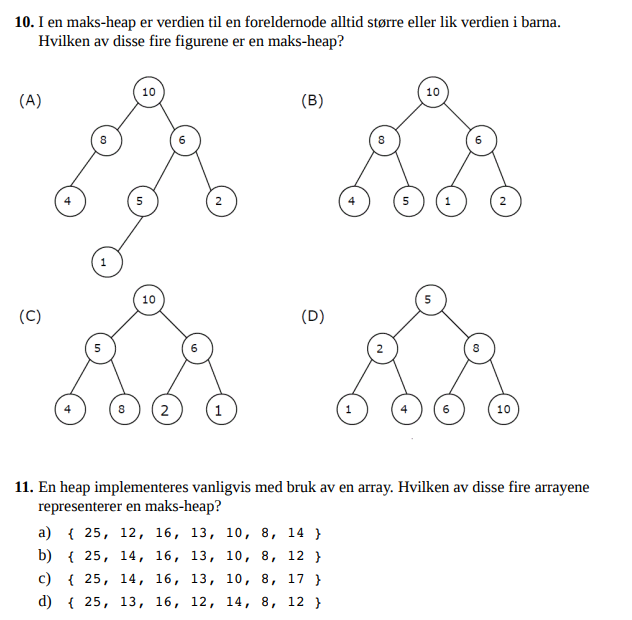 10. I en maks-heap er verdien til en foreldernode alltid større eller lik verdien i barna.
Hvilken av disse fire figurene er en maks-heap?
(A)
10
8
6
4
5
2
1
(B)
10
8
6
4
5
1
2
(C)
10
5
6
4
8
2
1
(D)
5
2
8
1
4
6
10
11. En heap implementeres vanligvis med bruk av en array. Hvilken av disse fire arrayene
representerer en maks-heap?
a) { 25, 12, 16, 13, 10, 8, 14 }
b) { 25, 14, 16, 13, 10, 8, 12 }
c) { 25, 14, 16, 13, 10, 8, 17 }
d) { 25, 13, 16, 12, 14, 8, 12 }